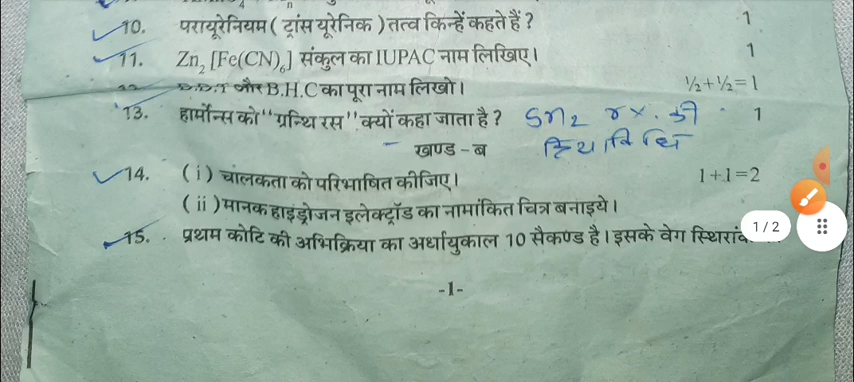 10. परायूरेनियम ( ट्रांस यूरेनिक ) तत्व किन्हें कहते हैं ? 1
11. Zn₂ [Fe(CN)₆] संकुल का IUPAC नाम लिखिए। 1
D.D.T और B.H.C का पूरा नाम लिखो। ½+½=1
13. हार्मोन्स को "ग्रन्थि रस" क्यों कहा जाता है ? SN₂ rx. की 1
खण्ड – ब क्रियाविधि
14. ( i ) चालकता को परिभाषित कीजिए। 1+1=2
( ii ) मानक हाइड्रोजन इलेक्ट्रॉड का नामांकित चित्र बनाइये।
15. प्रथम कोटि की अभिक्रिया का अर्धायुकाल 10 सैकण्ड है। इसके वेग 1/2
-1-